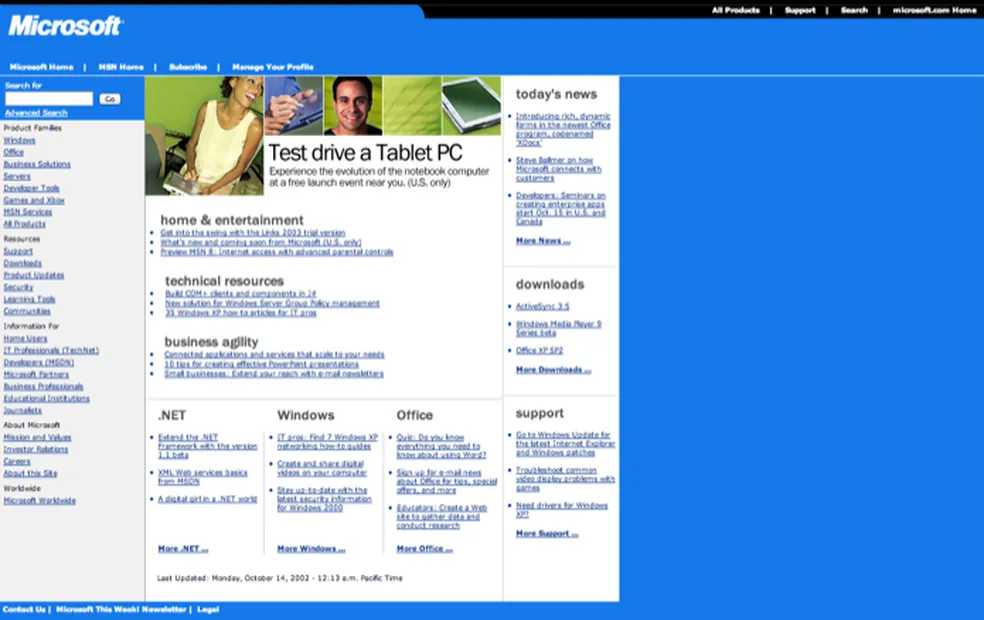 All Products | Support | Search | microsoft.com Home
Microsoft
Microsoft Home | MSN Home | Subscribe | Manage Your Profile
Search for
Go
Advanced Search
Product Families
Windows
Office
Business Solutions
Servers
Developer Tools
Games and Xbox
MSN Services
All Products
Resources
Support
Downloads
Product Updates
Security
Learning Tools
Communities
Information For
Home Users
IT Professionals (TechNet)
Developers (MSDN)
Microsoft Partners
Business Professionals
Educational Institutions
Journalists
About Microsoft
Mission and Values
Investor Relations
Careers
About this Site
Worldwide
Microsoft Worldwide
Test drive a Tablet PC
Experience the evolution of the notebook computer
at a free launch event near you. (U.S. only)
home & entertainment
Get into the swing with the Links 2003 trial version
What's new and coming soon from Microsoft (U.S. only)
Preview MSN 8: Internet access with advanced parental controls
technical resources
Build COM+ clients and components in J#
New solution for Windows Server Group Policy management
35 Windows XP how-to articles for IT pros
business agility
Connected applications and services that scale to your needs
10 tips for creating effective PowerPoint presentations
Small businesses: Extend your reach with e-mail newsletters
.NET
Extend the .NET
Framework with the version
1.1 beta
XML Web services basics
from MSDN
A digital girl in a .NET world
More .NET ...
Windows
IT pros: Find 7 Windows XP
networking how-to guides
Create and share digital
videos on your computer
Stay up-to-date with the
latest security information
for Windows 2000
More Windows ...
Office
Quiz: Do you know
everything you need to
know about using Word?
Sign up for e-mail news
about Office for tips, special
offers, and more
Educators: Create a Web
site to gather data and
conduct research
More Office ...
Last Updated: Monday, October 14, 2002 - 12:13 a.m. Pacific Time
today's news
Introducing rich, dynamic
forms in the newest Office
program, codenamed
'XDocs'
Steve Ballmer on how
Microsoft connects with
customers
Developers: Seminars on
creating enterprise apps
start Oct. 15 in U.S. and
Canada
More News ...
downloads
ActiveSync 3.5
Windows Media Player 9
Series beta
Office XP SP2
More Downloads ...
support
Go to Windows Update for
the latest Internet Explorer
and Windows patches
Troubleshoot common
video display problems with
games
Need drivers for Windows
XP?
More Support ...
Contact Us | Microsoft This Week! Newsletter | Legal